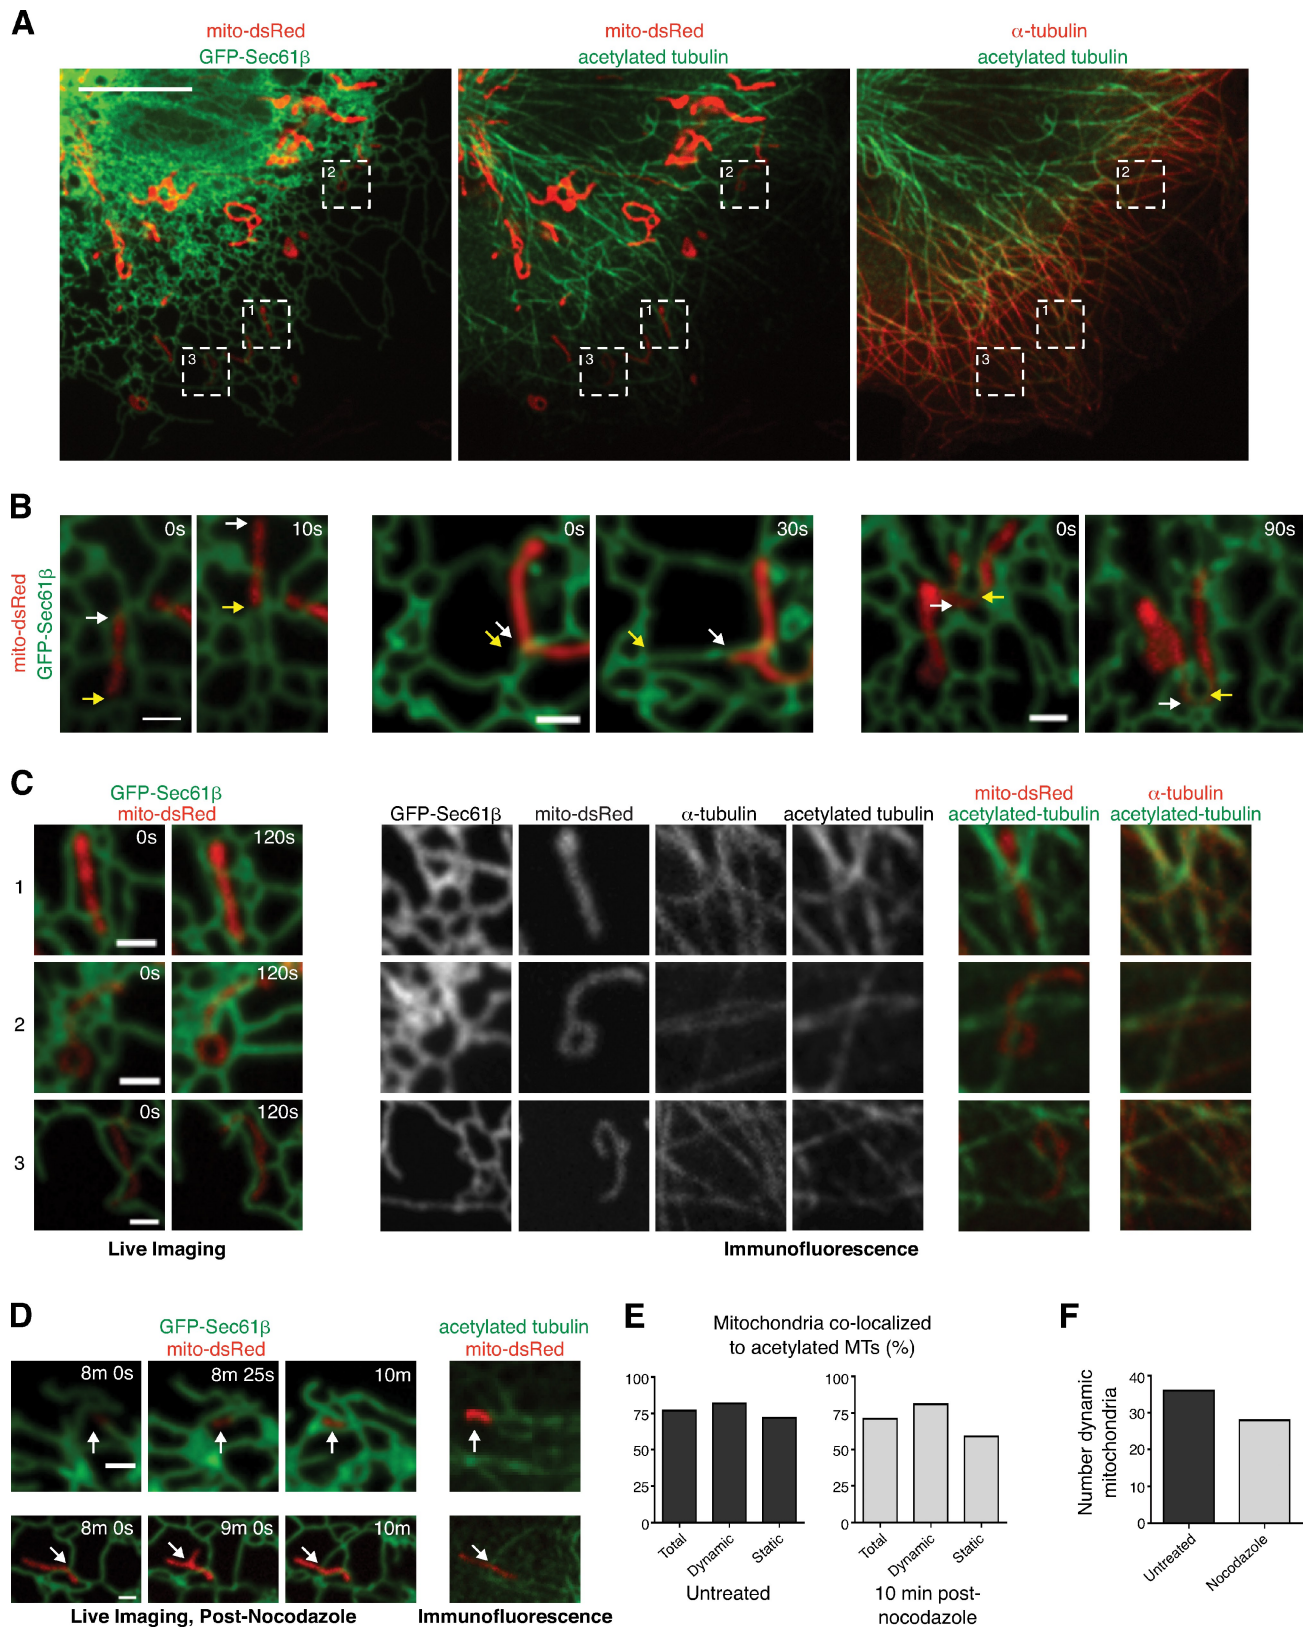 A
mito-dsRed
GFP-Sec61β
mito-dsRed
acetylated tubulin
α-tubulin
acetylated tubulin
2
1
3
2
1
3
2
1
3
B
mito-dsRed
GFP-Sec61β
0s
10s
0s
30s
0s
90s
C
GFP-Sec61β
mito-dsRed
GFP-Sec61β
mito-dsRed
α-tubulin
acetylated tubulin
mito-dsRed
acetylated-tubulin
α-tubulin
acetylated-tubulin
1
0s
120s
2
0s
120s
3
0s
120s
Live Imaging
Immunofluorescence
D
GFP-Sec61β
mito-dsRed
acetylated tubulin
mito-dsRed
8m 0s
8m 25s
10m
8m 0s
9m 0s
10m
Live Imaging, Post-Nocodazole
Immunofluorescence
E
Mitochondria co-localized
to acetylated MTs (%)
100
75
50
25
0
Total
Dynamic
Static
Untreated
100
75
50
25
0
Total
Dynamic
Static
10 min post-
nocodazole
F
Number dynamic
mitochondria
40
30
20
10
0
Untreated
Nocodazole